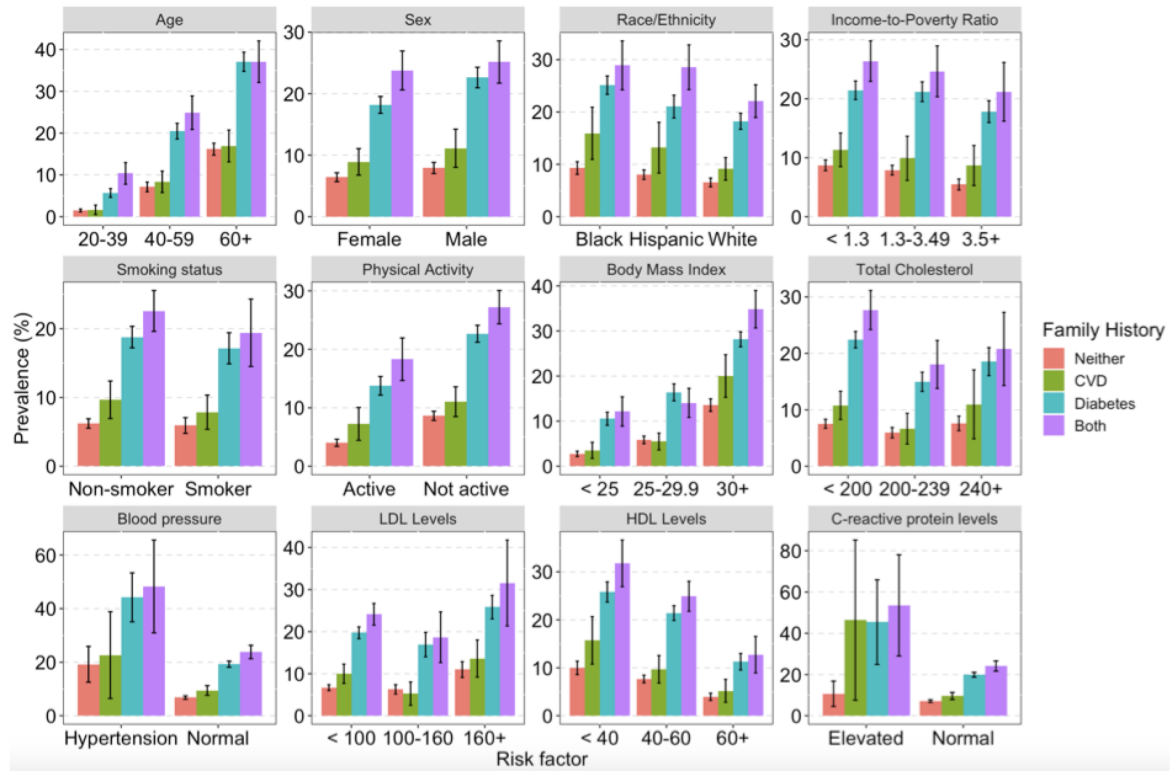 Age
Sex
Race/Ethnicity
Income-to-Poverty Ratio
40
30
20
10
0
30
20
10
0
30
20
10
0
30
20
10
0
20-39 40-59 60+
Female Male
Black Hispanic White
< 1.3 1.3-3.49 3.5+
Smoking status
Physical Activity
Body Mass Index
Total Cholesterol
20
10
0
30
20
10
0
40
30
20
10
0
30
20
10
0
Non-smoker Smoker
Active Not active
< 25 25-29.9 30+
< 200 200-239 240+
Blood pressure
LDL Levels
HDL Levels
C-reactive protein levels
60
40
20
0
40
30
20
10
0
30
20
10
0
80
60
40
20
0
Hypertension Normal
< 100 100-160 160+
< 40 40-60 60+
Elevated Normal
Prevalence (%)
Risk factor
Family History
Neither
CVD
Diabetes
Both